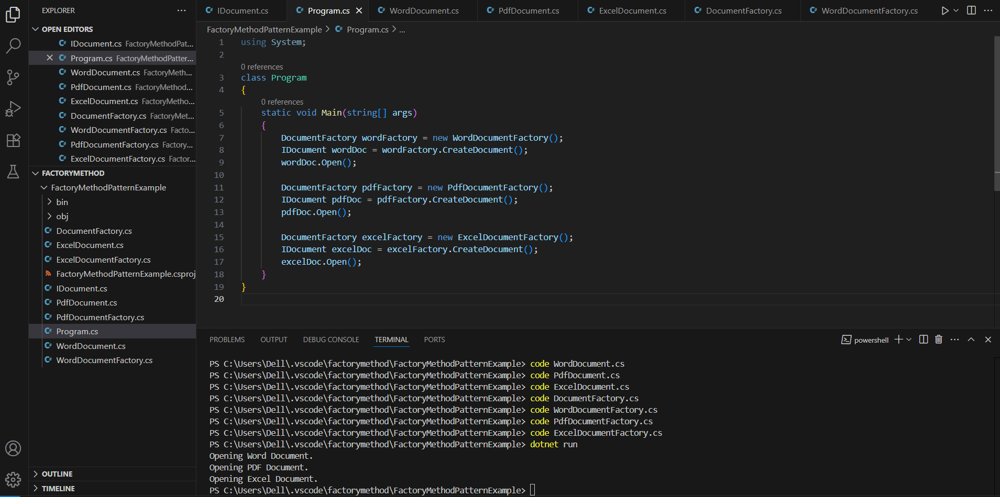 EXPLORER
OPEN EDITORS
IDocument.cs FactoryMethodPat...
Program.cs FactoryMethodPatter...
WordDocument.cs FactoryMeth...
PdfDocument.cs FactoryMethod...
ExcelDocument.cs FactoryMetho...
DocumentFactory.cs FactoryMet...
WordDocumentFactory.cs Facto...
PdfDocumentFactory.cs Factory...
ExcelDocumentFactory.cs Factor...
FACTORYMETHOD
FactoryMethodPatternExample
bin
obj
DocumentFactory.cs
ExcelDocument.cs
ExcelDocumentFactory.cs
FactoryMethodPatternExample.csproj
IDocument.cs
PdfDocument.cs
PdfDocumentFactory.cs
Program.cs
WordDocument.cs
WordDocumentFactory.cs
OUTLINE
TIMELINE
IDocument.cs Program.cs WordDocument.cs PdfDocument.cs ExcelDocument.cs DocumentFactory.cs WordDocumentFactory.cs
FactoryMethodPatternExample > Program.cs > ...
1 using System;
2
0 references
3 class Program
4 {
0 references
5 static void Main(string[] args)
6 {
7 DocumentFactory wordFactory = new WordDocumentFactory();
8 IDocument wordDoc = wordFactory.CreateDocument();
9 wordDoc.Open();
10
11 DocumentFactory pdfFactory = new PdfDocumentFactory();
12 IDocument pdfDoc = pdfFactory.CreateDocument();
13 pdfDoc.Open();
14
15 DocumentFactory excelFactory = new ExcelDocumentFactory();
16 IDocument excelDoc = excelFactory.CreateDocument();
17 excelDoc.Open();
18 }
19 }
20
PROBLEMS OUTPUT DEBUG CONSOLE TERMINAL PORTS powershell
PS C:\Users\Dell\.vscode\factorymethod\FactoryMethodPatternExample> code WordDocument.cs
PS C:\Users\Dell\.vscode\factorymethod\FactoryMethodPatternExample> code PdfDocument.cs
PS C:\Users\Dell\.vscode\factorymethod\FactoryMethodPatternExample> code ExcelDocument.cs
PS C:\Users\Dell\.vscode\factorymethod\FactoryMethodPatternExample> code DocumentFactory.cs
PS C:\Users\Dell\.vscode\factorymethod\FactoryMethodPatternExample> code WordDocumentFactory.cs
PS C:\Users\Dell\.vscode\factorymethod\FactoryMethodPatternExample> code PdfDocumentFactory.cs
PS C:\Users\Dell\.vscode\factorymethod\FactoryMethodPatternExample> code ExcelDocumentFactory.cs
PS C:\Users\Dell\.vscode\factorymethod\FactoryMethodPatternExample> dotnet run
Opening Word Document.
Opening PDF Document.
Opening Excel Document.
PS C:\Users\Dell\.vscode\factorymethod\FactoryMethodPatternExample>